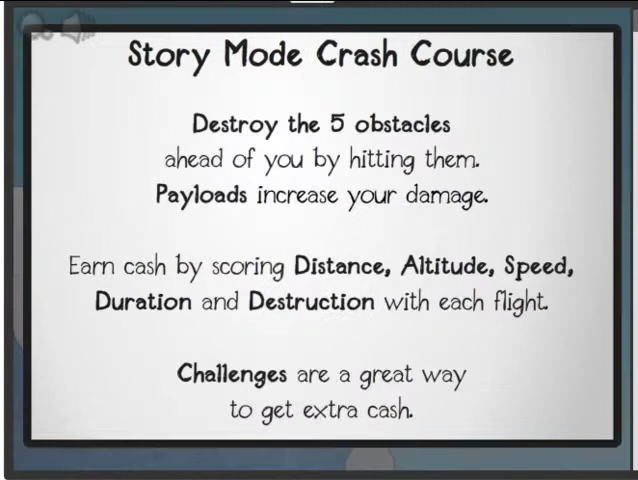 Story Mode Crash Course
Destroy the 5 obstacles
ahead of you by hitting them.
Payloads increase your damage.
Earn cash by scoring Distance, Altitude, Speed,
Duration and Destruction with each flight.
Challenges are a great way
to get extra cash.